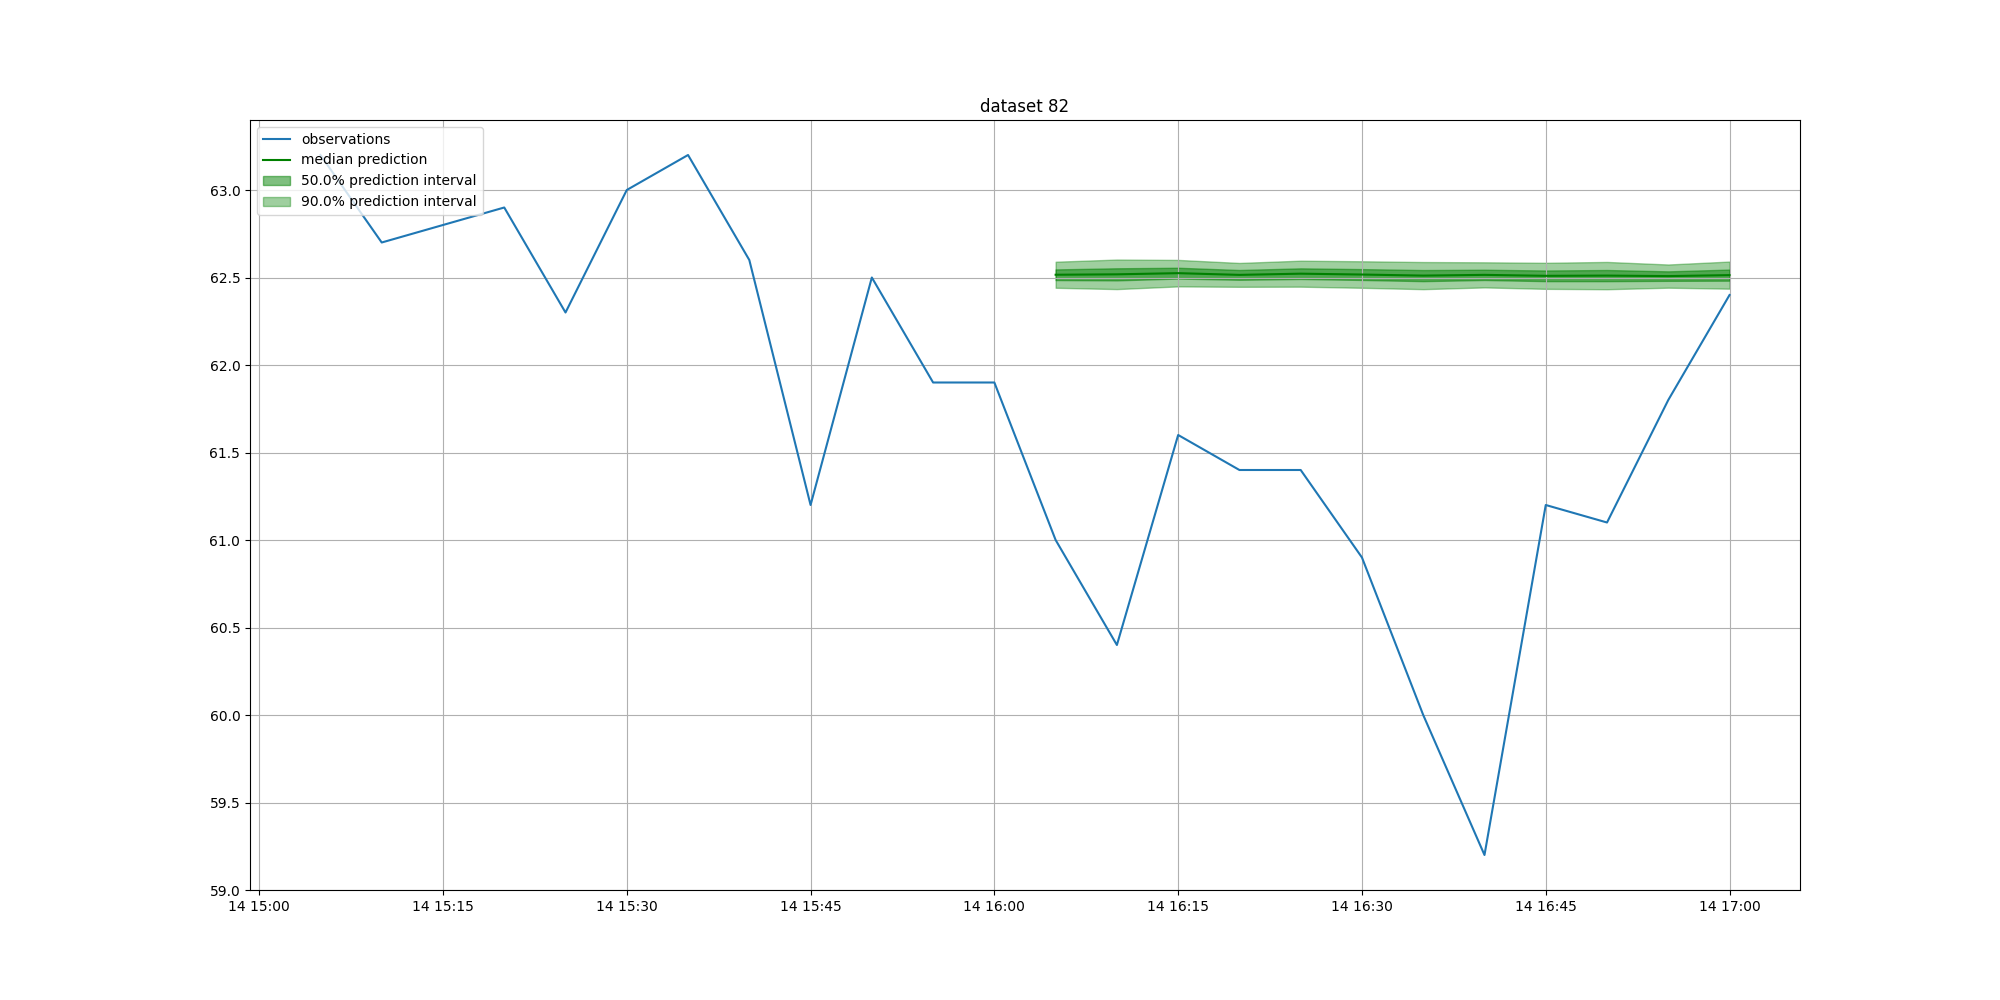 dataset 82
observations
median prediction
50.0% prediction interval
90.0% prediction interval
63.0
62.5
62.0
61.5
61.0
60.5
60.0
59.5
59.0
14 15:00 14 15:15 14 15:30 14 15:45 14 16:00 14 16:15 14 16:30 14 16:45 14 17:00